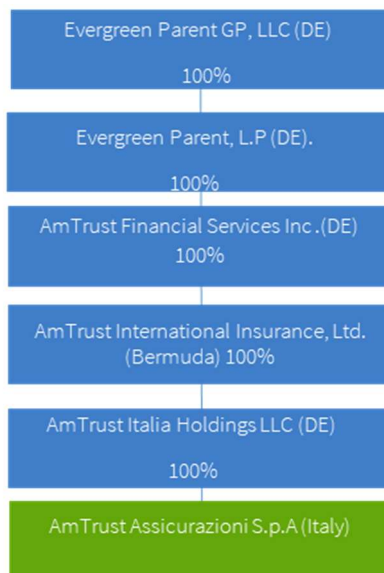 Evergreen Parent GP, LLC (DE)
100%
Evergreen Parent, L.P (DE).
100%
AmTrust Financial Services Inc.(DE)
100%
AmTrust International Insurance, Ltd.
(Bermuda) 100%
AmTrust Italia Holdings LLC (DE)
100%
AmTrust Assicurazioni S.p.A (Italy)